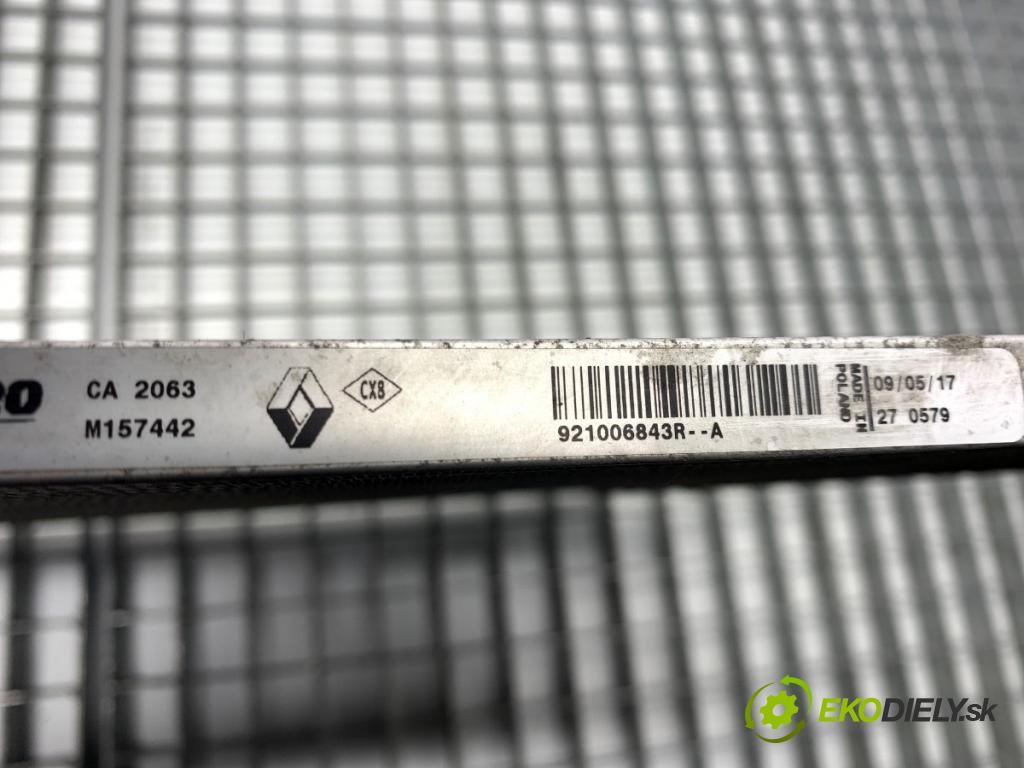 CA 2063
M157442
CX8
921006843R--A
MADE IN
POLAND
09/05/17
27 0579
EKODIELY.sk